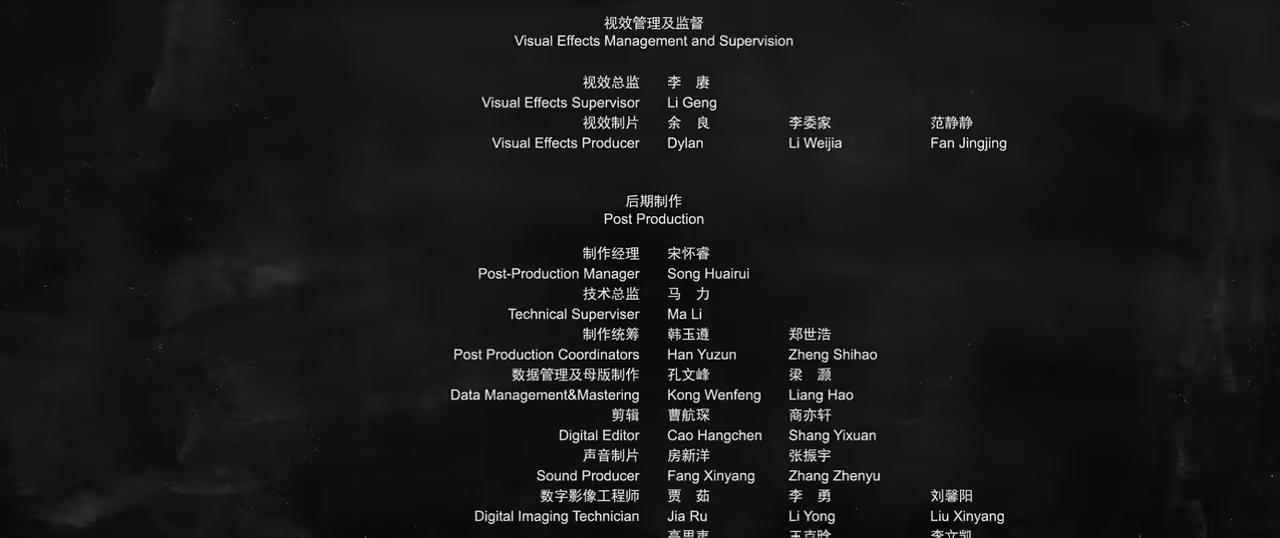 视效管理及监督
Visual Effects Management and Supervision
视效总监 李 赓
Visual Effects Supervisor Li Geng
视效制片 余 良 李委家 范静静
Visual Effects Producer Dylan Li Weijia Fan Jingjing
后期制作
Post Production
制作经理 宋怀睿
Post-Production Manager Song Huairui
技术总监 马 力
Technical Superviser Ma Li
制作统筹 韩玉遵 郑世浩
Post Production Coordinators Han Yuzun Zheng Shihao
数据管理及母版制作 孔文峰 梁 灏
Data Management&Mastering Kong Wenfeng Liang Hao
剪辑 曹航琛 商亦轩
Digital Editor Cao Hangchen Shang Yixuan
声音制片 房新洋 张振宇
Sound Producer Fang Xinyang Zhang Zhenyu
数字影像工程师 贾 茹 李 勇 刘馨阳
Digital Imaging Technician Jia Ru Li Yong Liu Xinyang